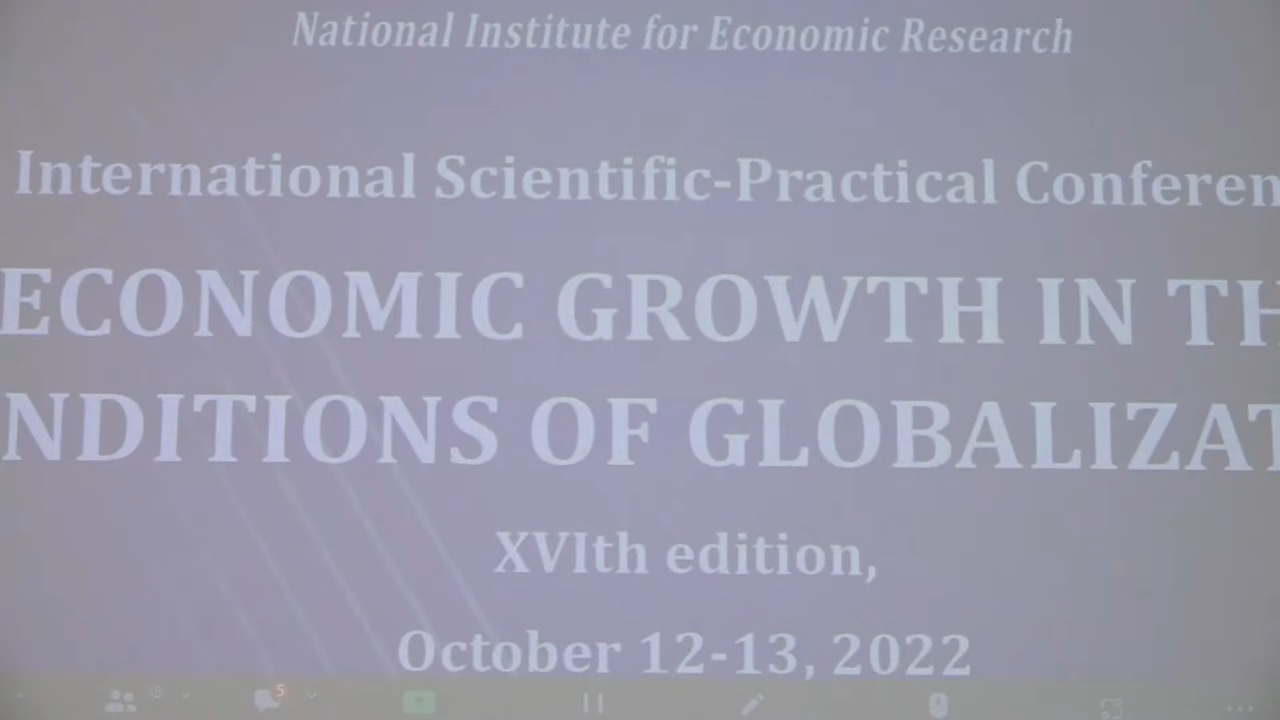 National Institute for Economic Research
International Scientific-Practical Conferen
ECONOMIC GROWTH IN TH
NDITIONS OF GLOBALIZAT
XVIth edition,
October 12-13, 2022
5